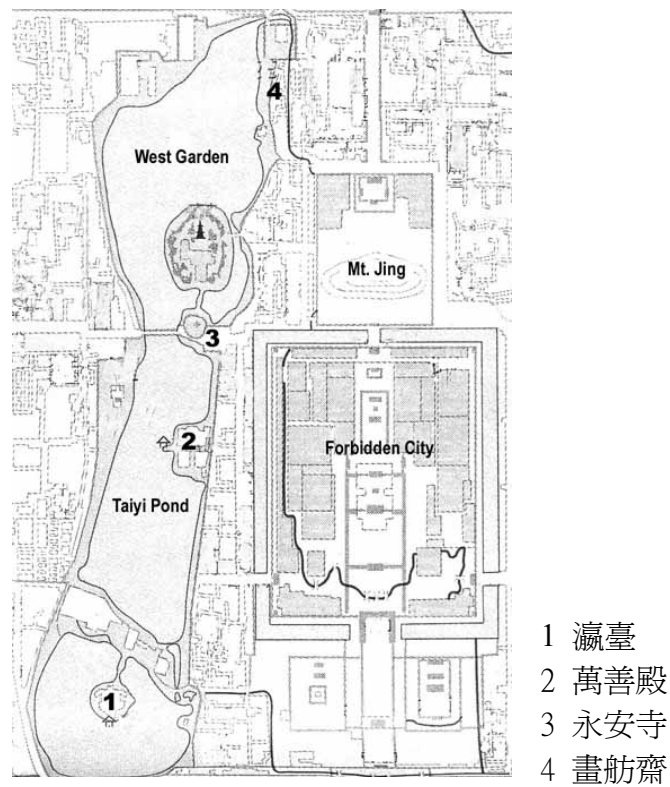 4
West Garden
Mt. Jing
3
2
Forbidden City
Taiyi Pond
1
1 瀛臺
2 萬善殿
3 永安寺
4 畫舫齋